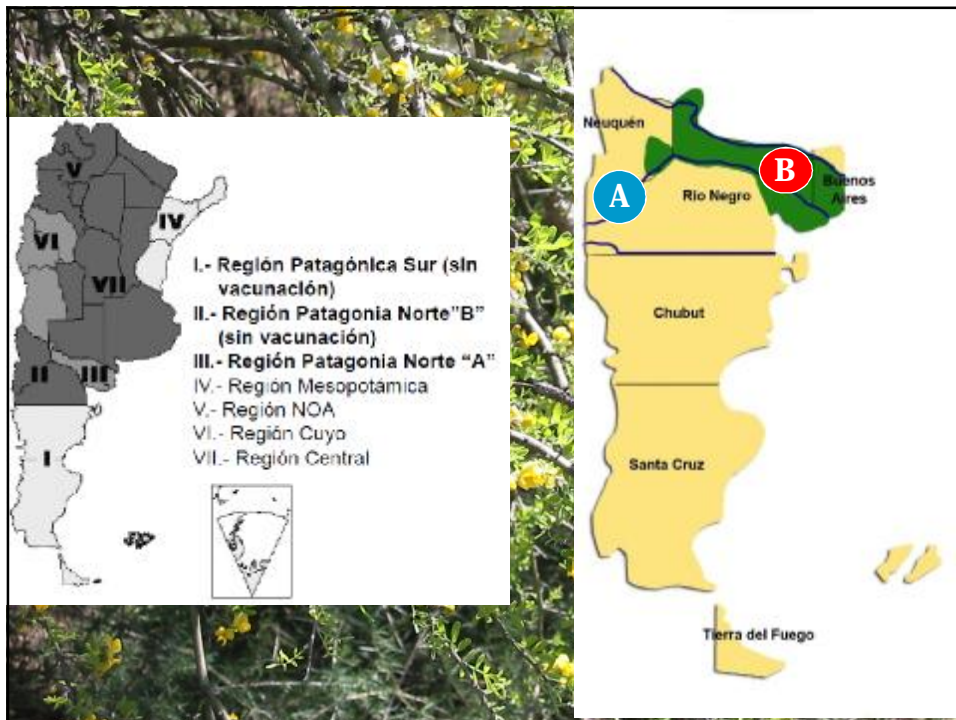 V
IV
VI
VII
II
III
I
I.- Región Patagónica Sur (sin
vacunación)
II.- Región Patagonia Norte"B"
(sin vacunación)
III.- Región Patagonia Norte “A”
IV.- Región Mesopotámica
V.- Región NOA
VI.- Región Cuyo
VII.- Región Central
Neuquén
A
B
Río Negro
Buenos
Aires
Chubut
Santa Cruz
Tierra del Fuego